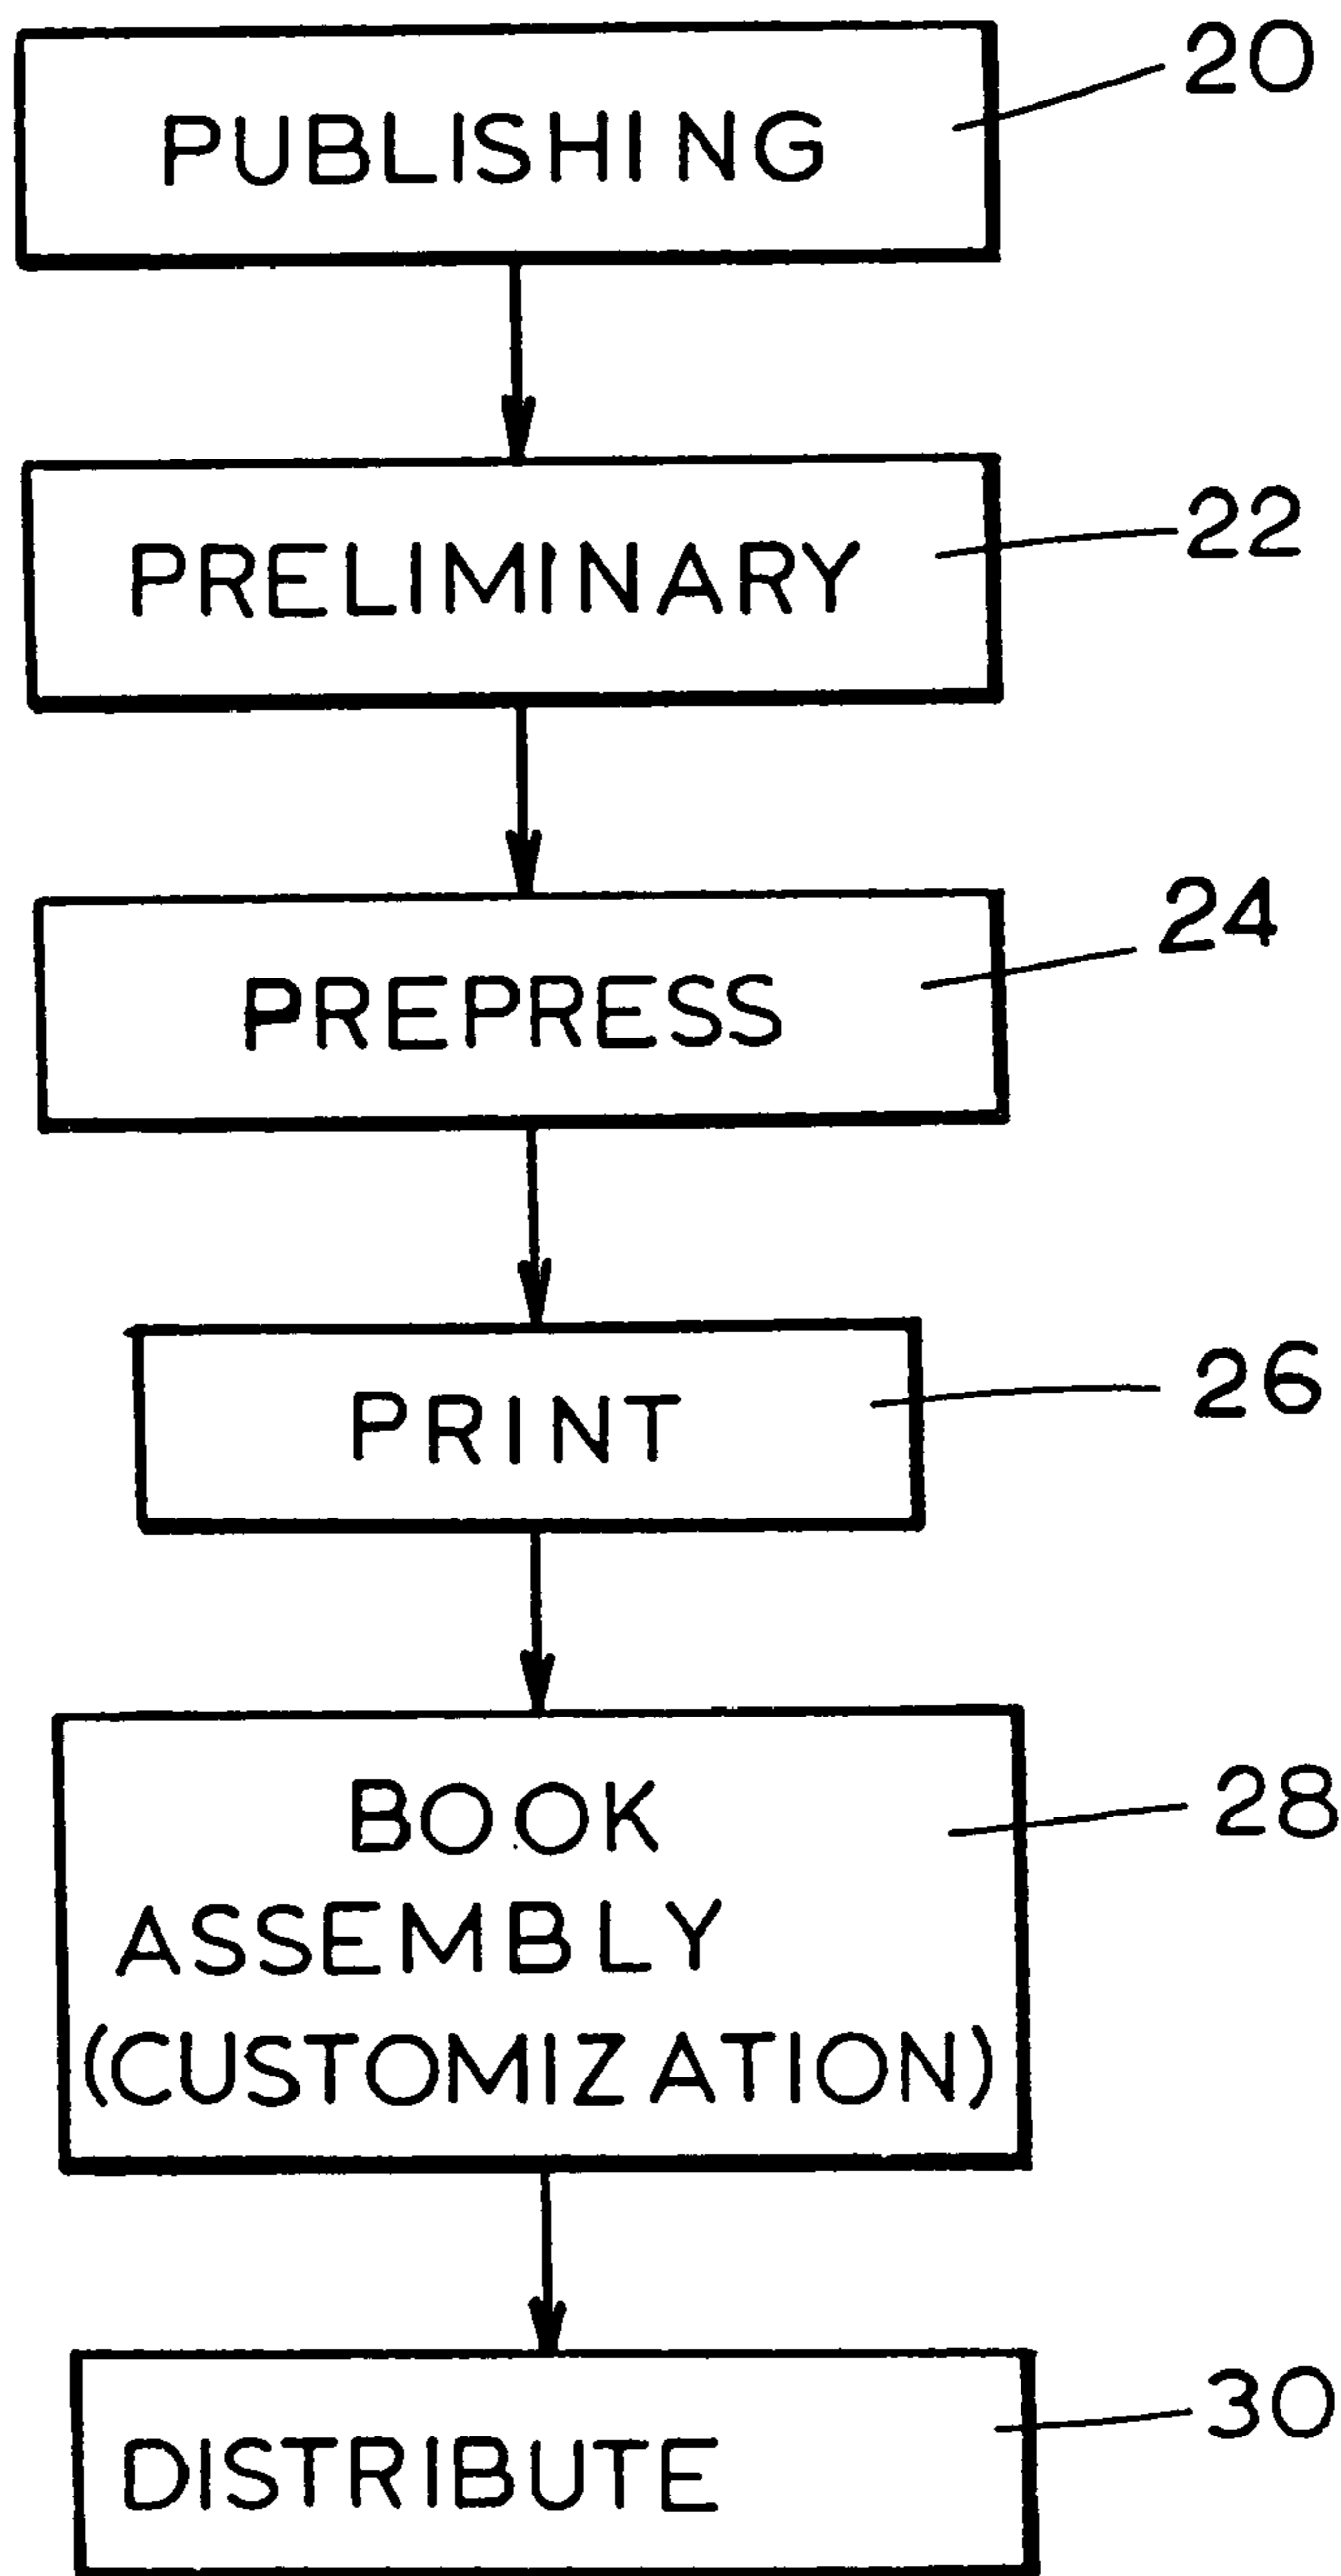 PUBLISHING 20
PRELIMINARY 22
PREPRESS 24
PRINT 26
BOOK 28
ASSEMBLY
(CUSTOMIZATION)
DISTRIBUTE 30